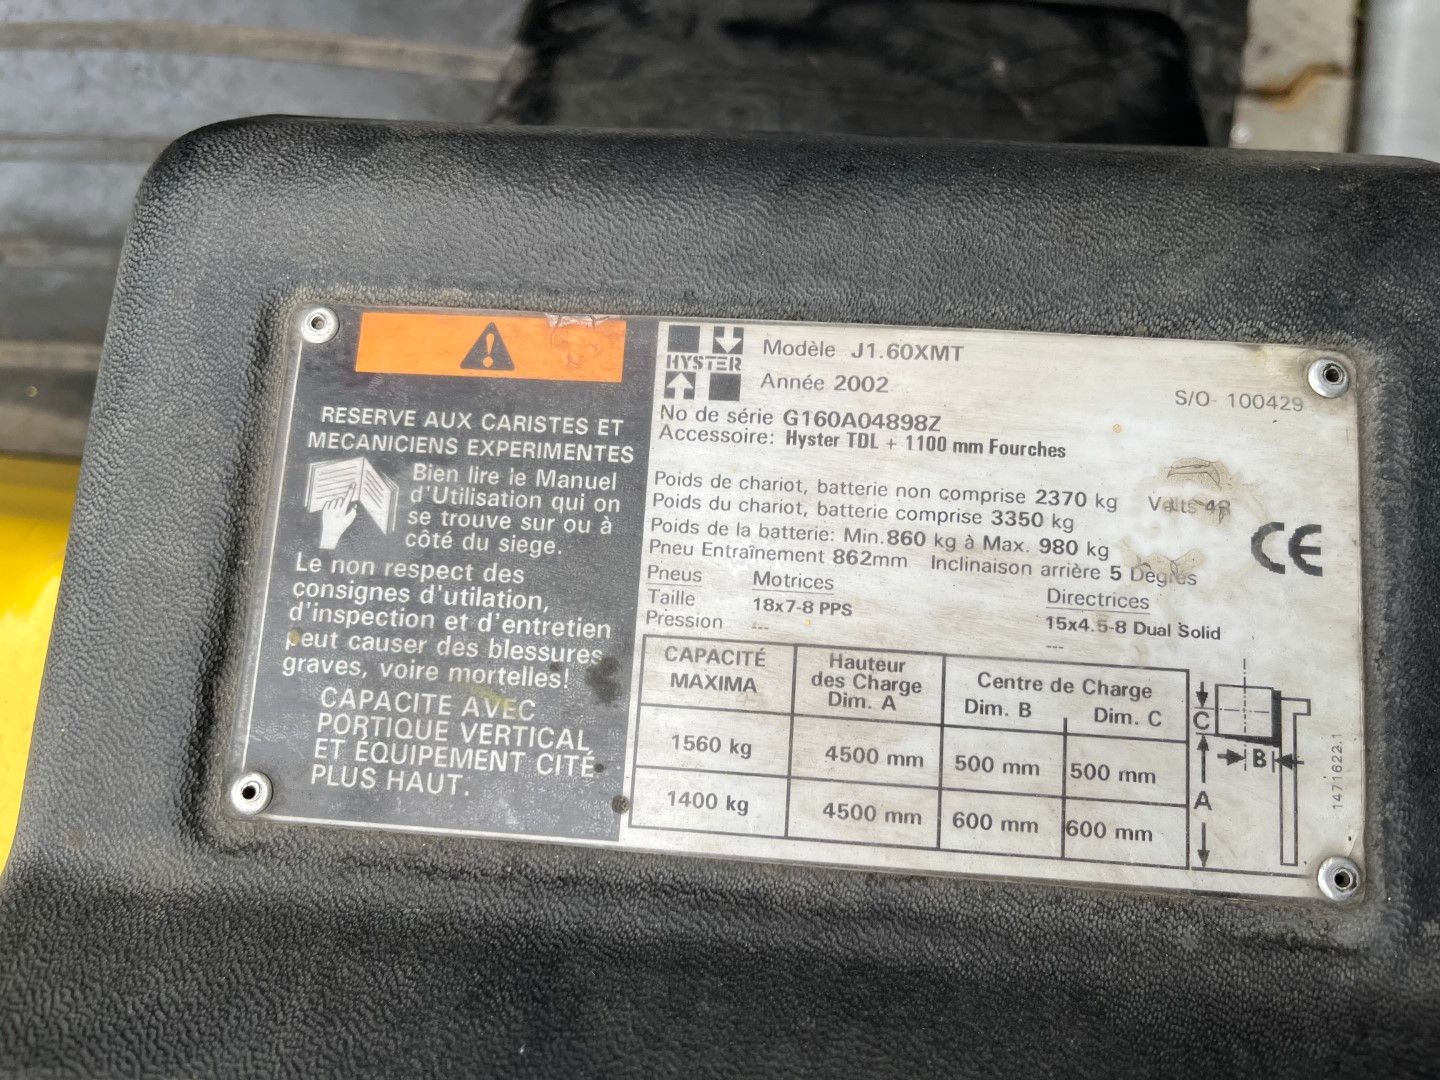 RESERVE AUX CARISTES ET
MECANICIENS EXPERIMENTES
Bien lire le Manuel
d'Utilisation qui on
se trouve sur ou à
côté du siege.
Le non respect des
consignes d'utilation,
d'inspection et d'entretien
peut causer des blessures
graves, voire mortelles!
CAPACITE AVEC
PORTIQUE VERTICAL
ET EQUIPEMENT CITÉ
PLUS HAUT.
HYSTER
Modèle J1.60XMT
Année 2002
S/O- 100429
No de série G160A04898Z
Accessoire: Hyster TDL + 1100 mm Fourches
Poids de chariot, batterie non comprise 2370 kg Volts 48
Poids du chariot, batterie comprise 3350 kg
Poids de la batterie: Min.860 kg à Max. 980 kg
Pneu Entraînement 862mm Inclinaison arrière 5 Degrés
Pneus Motrices Directrices
Taille 18x7-8 PPS 15x4.5-8 Dual Solid
Pression --- ---
CAPACITÉ MAXIMA Hauteur des Charge Dim. A Centre de Charge Dim. B Dim. C
1560 kg 4500 mm 500 mm 500 mm
1400 kg 4500 mm 600 mm 600 mm
C
B
A
1471622.1
CE